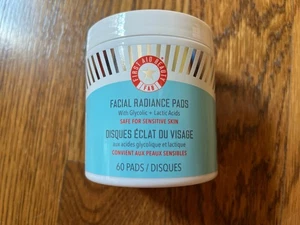 FIRST AID BEAUTY
FACIAL RADIANCE PADS
With Glycolic + Lactic Acids
SAFE FOR SENSITIVE SKIN
DISQUES ÉCLAT DU VISAGE
aux acides glycolique et lactique
CONVIENT AUX PEAUX SENSIBLES
60 PADS / DISQUES